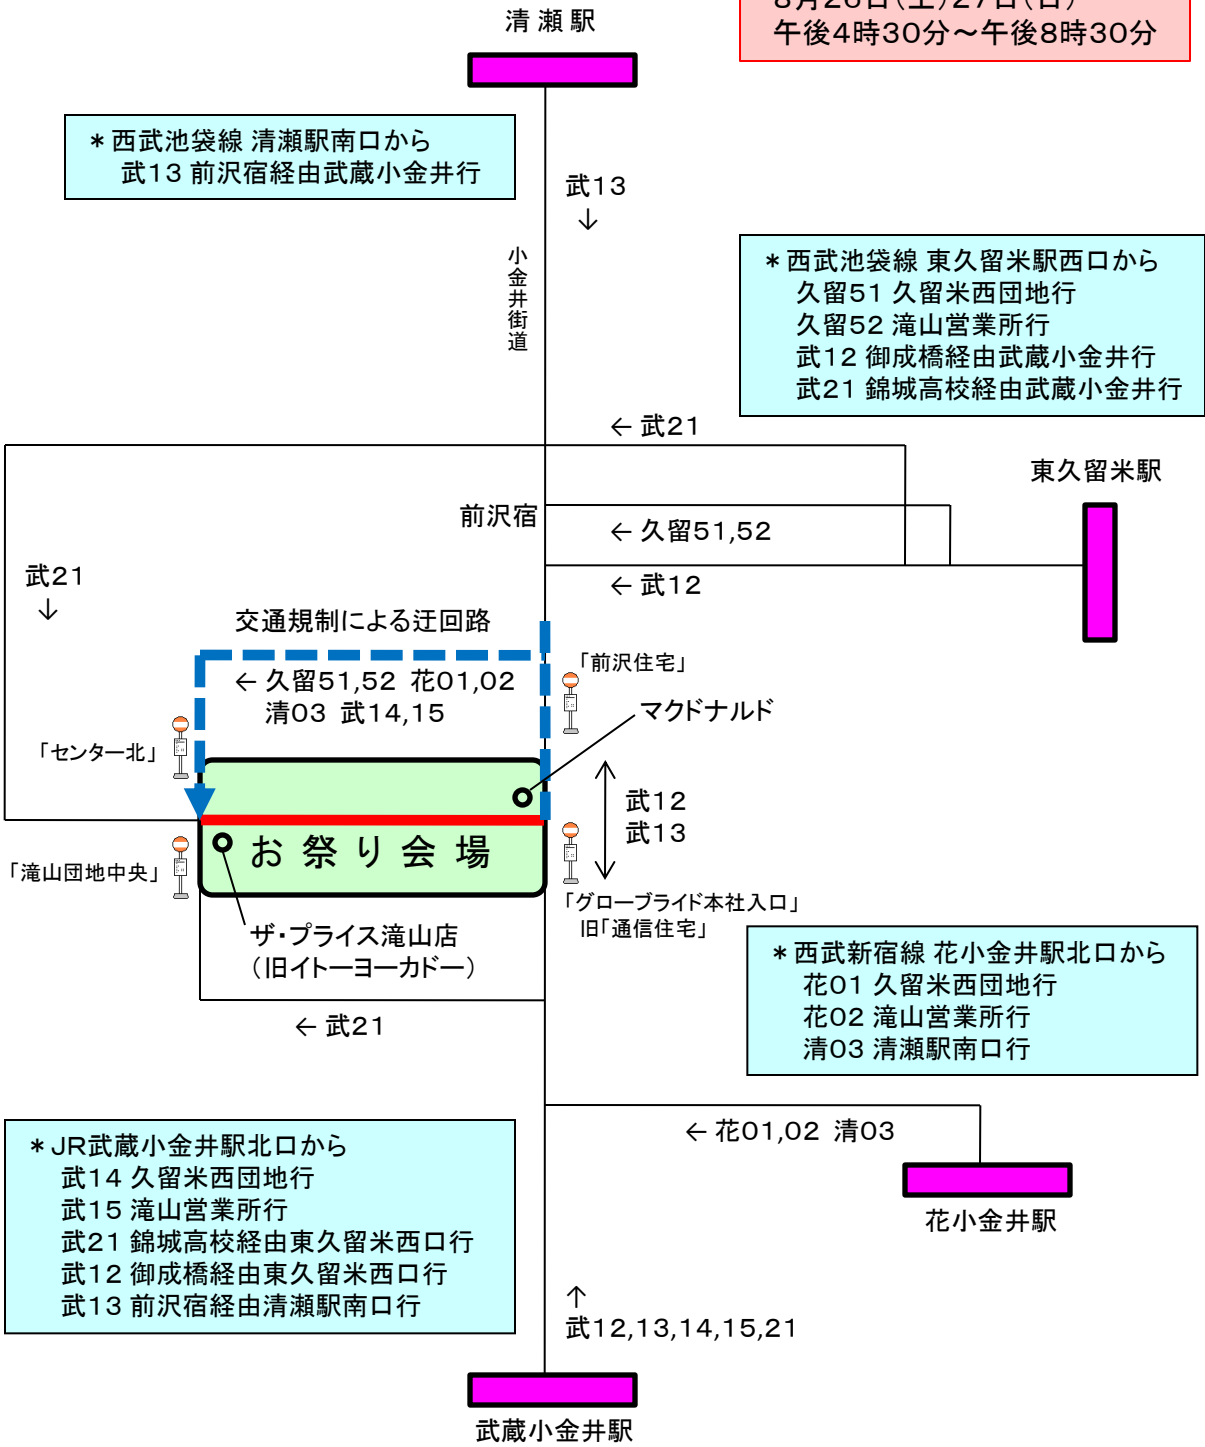 8月26日(土)27日(日)
午後4時30分～午後8時30分
清瀬駅
＊西武池袋線 清瀬駅南口から
武13 前沢宿経由武蔵小金井行
武13
↓
小金井街道
＊西武池袋線 東久留米駅西口から
久留51 久留米西団地行
久留52 滝山営業所行
武12 御成橋経由武蔵小金井行
武21 錦城高校経由武蔵小金井行
← 武21
東久留米駅
前沢宿
← 久留51,52
武21
↓
← 武12
交通規制による迂回路
「前沢住宅」
← 久留51,52 花01,02
清03 武14,15
マクドナルド
「センター北」
武12
武13
お祭り会場
「滝山団地中央」
「グローブライド本社入口」
旧「通信住宅」
ザ・プライス滝山店
（旧イトーヨーカドー）
＊西武新宿線 花小金井駅北口から
花01 久留米西団地行
花02 滝山営業所行
清03 清瀬駅南口行
← 武21
← 花01,02 清03
＊JR武蔵小金井駅北口から
武14 久留米西団地行
武15 滝山営業所行
武21 錦城高校経由東久留米西口行
武12 御成橋経由東久留米西口行
武13 前沢宿経由清瀬駅南口行
花小金井駅
↑
武12,13,14,15,21
武蔵小金井駅